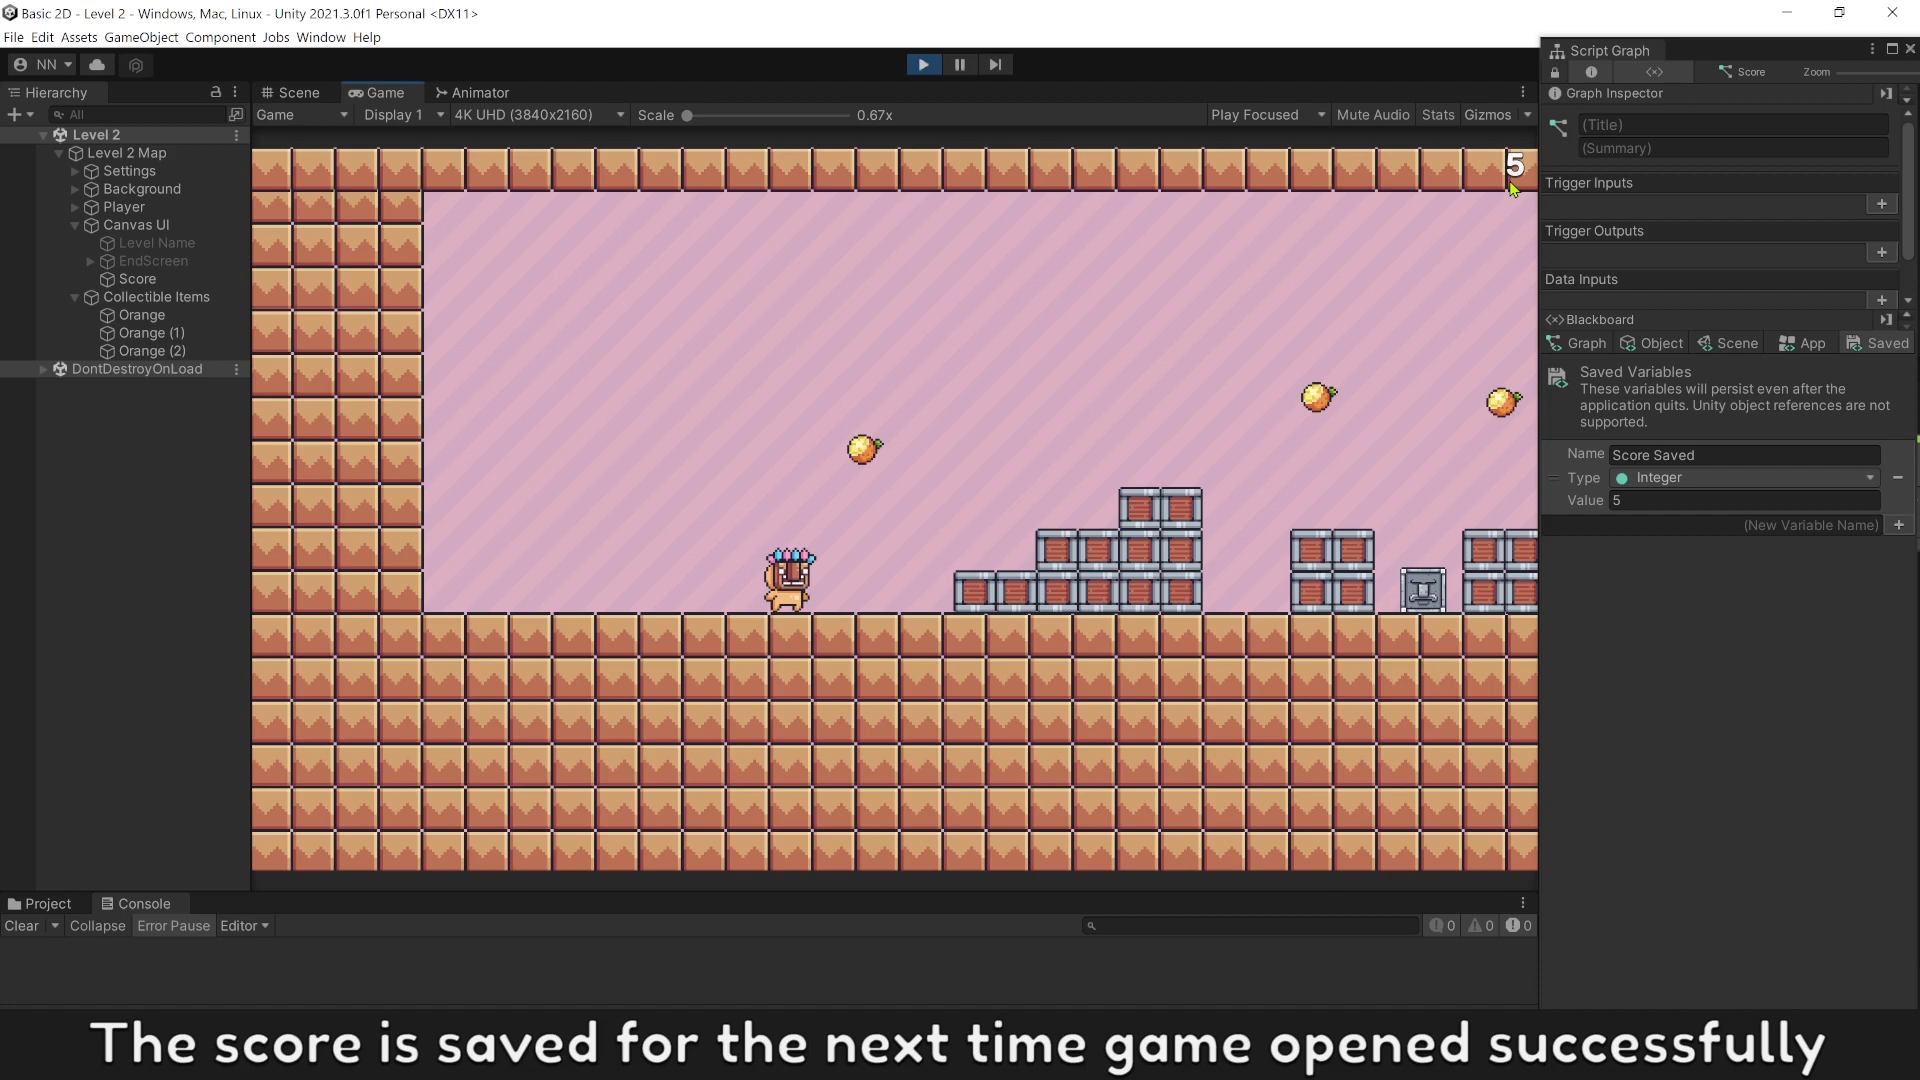 Basic 2D - Level 2 - Windows, Mac, Linux - Unity 2021.3.0f1 Personal <DX11>
File Edit Assets GameObject Component Jobs Window Help
NN
Hierarchy
All
Level 2
Level 2 Map
Settings
Background
Player
Canvas UI
Level Name
EndScreen
Score
Collectible Items
Orange
Orange (1)
Orange (2)
DontDestroyOnLoad
Scene Game Animator
Game Display 1 4K UHD (3840x2160) Scale 0.67x Play Focused Mute Audio Stats Gizmos
5
Script Graph
Score Zoom
Graph Inspector
(Title)
(Summary)
Trigger Inputs
Trigger Outputs
Data Inputs
<x>Blackboard
Graph Object Scene App Saved
Saved Variables
These variables will persist even after the
application quits. Unity object references are not
supported.
Name Score Saved
Type Integer
Value 5
(New Variable Name)
Project Console
Clear Collapse Error Pause Editor 0 0 0
The score is saved for the next time game opened successfully